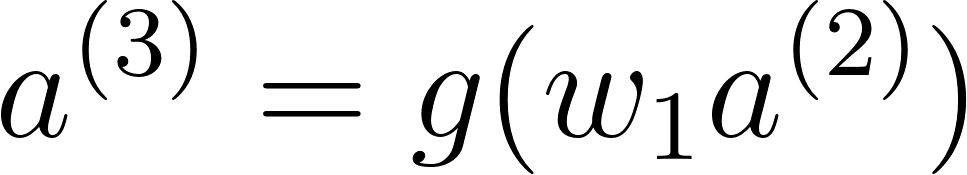 a^{(3)} = g(w_1 a^{(2)})